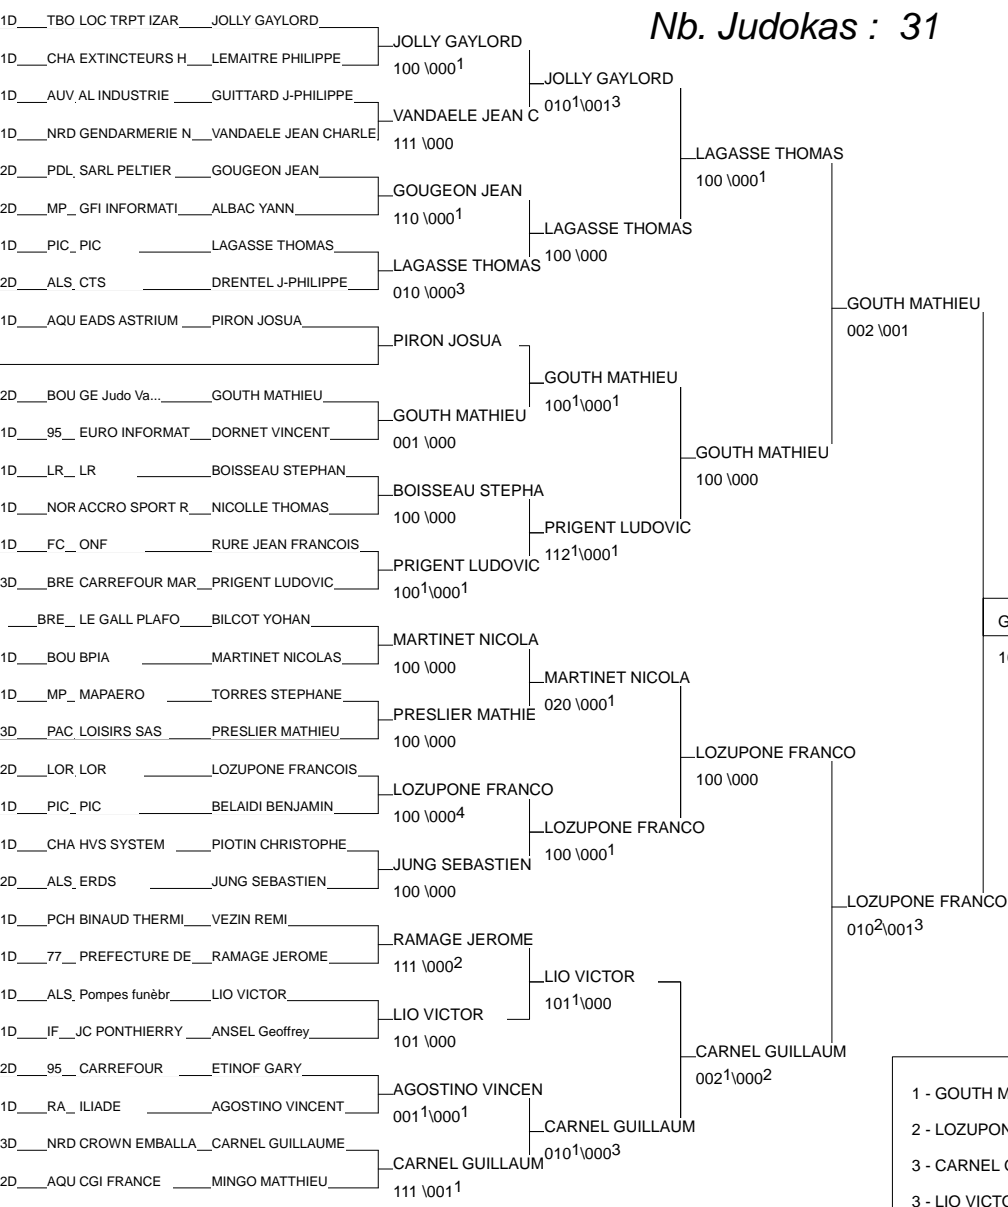 Nb. Judokas : 31
1D TBO LOC TRPT IZAR JOLLY GAYLORD
1D CHA EXTINCTEURS H LEMAITRE PHILIPPE
1D AUV AL INDUSTRIE GUITTARD J-PHILIPPE
1D NRD GENDARMERIE N VANDAELE JEAN CHARLE
2D PDL SARL PELTIER GOUGEON JEAN
2D MP GFI INFORMATI ALBAC YANN
1D PIC PIC LAGASSE THOMAS
2D ALS CTS DRENTEL J-PHILIPPE
1D AQU EADS ASTRIUM PIRON JOSUA
2D BOU GE Judo Va... GOUTH MATHIEU
1D 95 EURO INFORMAT DORNET VINCENT
1D LR LR BOISSEAU STEPHAN
1D NOR ACCRO SPORT R NICOLLE THOMAS
1D FC ONF RURE JEAN FRANCOIS
3D BRE CARREFOUR MAR PRIGENT LUDOVIC
BRE LE GALL PLAFO BILCOT YOHAN
1D BOU BPIA MARTINET NICOLAS
1D MP MAPAERO TORRES STEPHANE
3D PAC LOISIRS SAS PRESLIER MATHIEU
2D LOR LOR LOZUPONE FRANCOIS
1D PIC PIC BELAIDI BENJAMIN
1D CHA HVS SYSTEM PIOTIN CHRISTOPHE
2D ALS ERDS JUNG SEBASTIEN
1D PCH BINAUD THERMI VEZIN REMI
1D 77 PREFECTURE DE RAMAGE JEROME
1D ALS Pompes funèbr LIO VICTOR
1D IF JC PONTHIERRY ANSEL Geoffrey
2D 95 CARREFOUR ETINOF GARY
1D RA ILIADE AGOSTINO VINCENT
3D NRD CROWN EMBALLA CARNEL GUILLAUME
2D AQU CGI FRANCE MINGO MATTHIEU
JOLLY GAYLORD
100 \000¹
VANDAELE JEAN C
111 \000
GOUGEON JEAN
110 \000¹
LAGASSE THOMAS
010 \000³
PIRON JOSUA
GOUTH MATHIEU
001 \000
BOISSEAU STEPHA
100 \000
PRIGENT LUDOVIC
100¹\000¹
MARTINET NICOLA
100 \000
PRESLIER MATHIE
100 \000
LOZUPONE FRANCO
100 \000⁴
JUNG SEBASTIEN
100 \000
RAMAGE JEROME
111 \000²
LIO VICTOR
101 \000
AGOSTINO VINCEN
001¹\000¹
CARNEL GUILLAUM
111 \001¹
JOLLY GAYLORD
010¹\001³
LAGASSE THOMAS
100 \000
GOUTH MATHIEU
100¹\000¹
PRIGENT LUDOVIC
112¹\000¹
MARTINET NICOLA
020 \000¹
LOZUPONE FRANCO
100 \000¹
LIO VICTOR
101¹\000
CARNEL GUILLAUM
010¹\000³
LAGASSE THOMAS
100 \000¹
GOUTH MATHIEU
100 \000
LOZUPONE FRANCO
100 \000
CARNEL GUILLAUM
002¹\000²
GOUTH MATHIEU
002 \001
LOZUPONE FRANCO
010²\001³
G
1 - GOUTH M
2 - LOZUPON
3 - CARNEL
3 - LIO VICTO